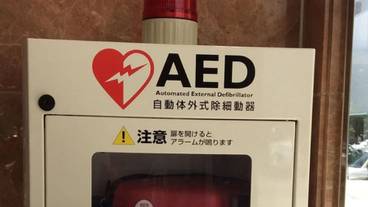 AED
Automated External Defibrillator
自動体外式除細動器
注意 扉を開けると
アラームが鳴ります